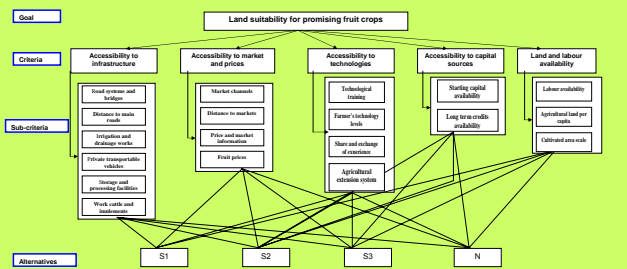 Goal
Land suitability for promising fruit crops
Criteria
Accessibility to
infrastructure
Accessibility to market
and prices
Accessibility to
technologies
Accessibility to capital
sources
Land and labour
availability
Sub-criteria
Road systems and
bridges
Distance to main
roads
Irrigation and
drainage works
Private transportable
vehicles
Storage and
processing facilities
Work cattle and
implements
Market channels
Distance to markets
Price and market
information
Fruit prices
Technological
training
Farmer's technology
levels
Share and exchange
of experience
Agricultural
extension system
Starting capital
availability
Long term credits
availability
Labour availability
Agricultural land per
capita
Cultivated area scale
Alternatives
S1
S2
S3
N